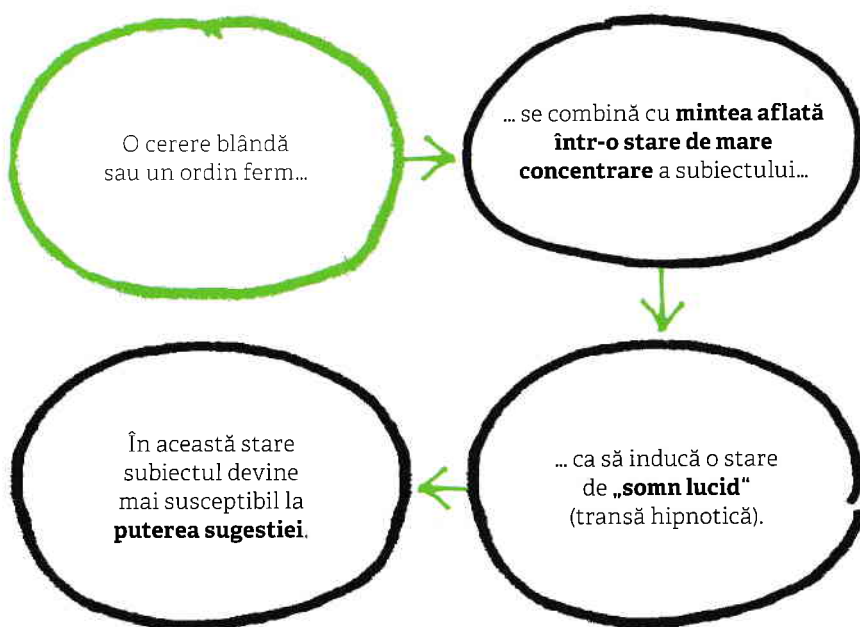 O cerere blândă
sau un ordin ferm...
... se combină cu mintea aflată
într-o stare de mare
concentrare a subiectului...
... ca să inducă o stare
de „somn lucid“
(transă hipnotică).
În această stare
subiectul devine
mai susceptibil la
puterea sugestiei.